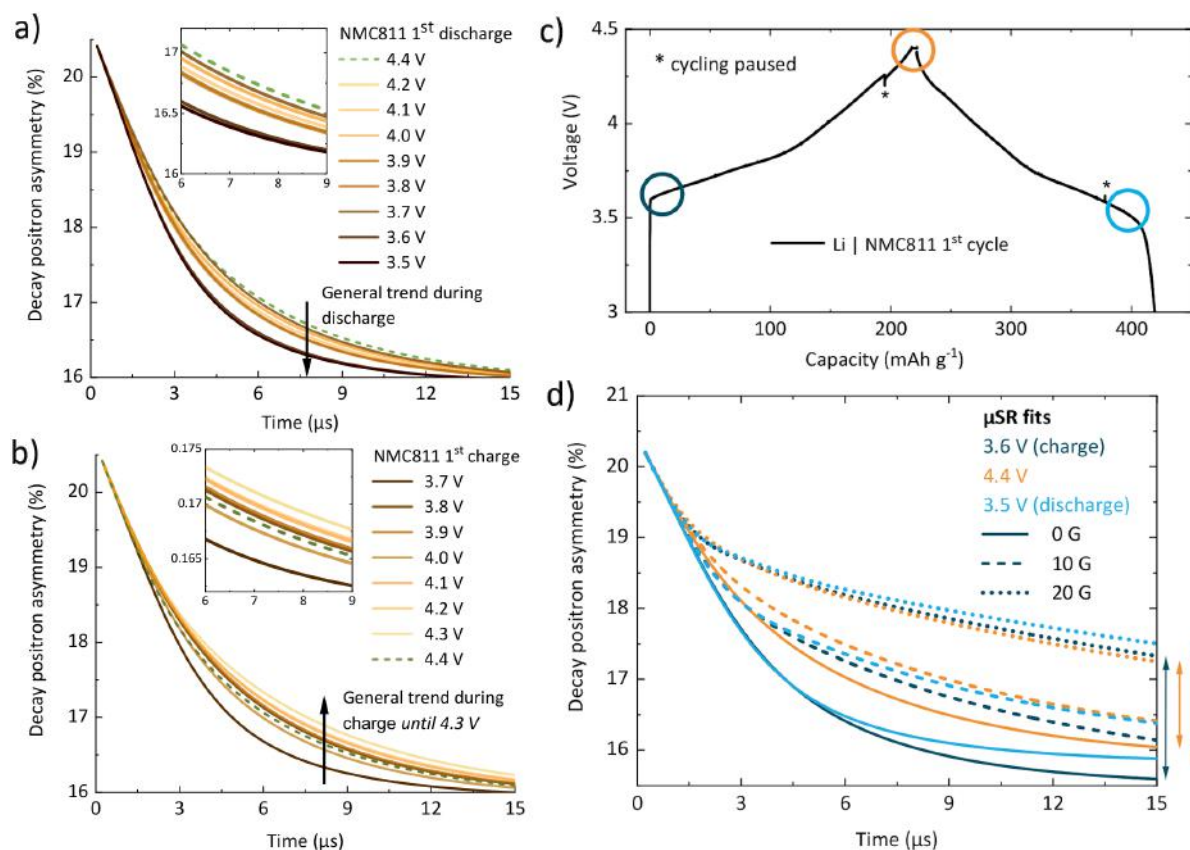 a)
Decay positron asymmetry (%)
20
19
18
17
16
0 3 6 9 12 15
Time (μs)
17
16.5
16
6 7 8 9
NMC811 1st discharge
4.4 V
4.2 V
4.1 V
4.0 V
3.9 V
3.8 V
3.7 V
3.6 V
3.5 V
General trend during
discharge
b)
Decay positron asymmetry (%)
20
19
18
17
16
0 3 6 9 12 15
Time (μs)
0.175
0.17
0.165
6 7 8 9
NMC811 1st charge
3.7 V
3.8 V
3.9 V
4.0 V
4.1 V
4.2 V
4.3 V
4.4 V
General trend during
charge until 4.3 V
c)
Voltage (V)
4.5
4
3.5
3
0 100 200 300 400
Capacity (mAh g-1)
* cycling paused
*
*
Li | NMC811 1st cycle
d)
Decay positron asymmetry (%)
21
20
19
18
17
16
0 3 6 9 12 15
Time (μs)
μSR fits
3.6 V (charge)
4.4 V
3.5 V (discharge)
0 G
10 G
20 G